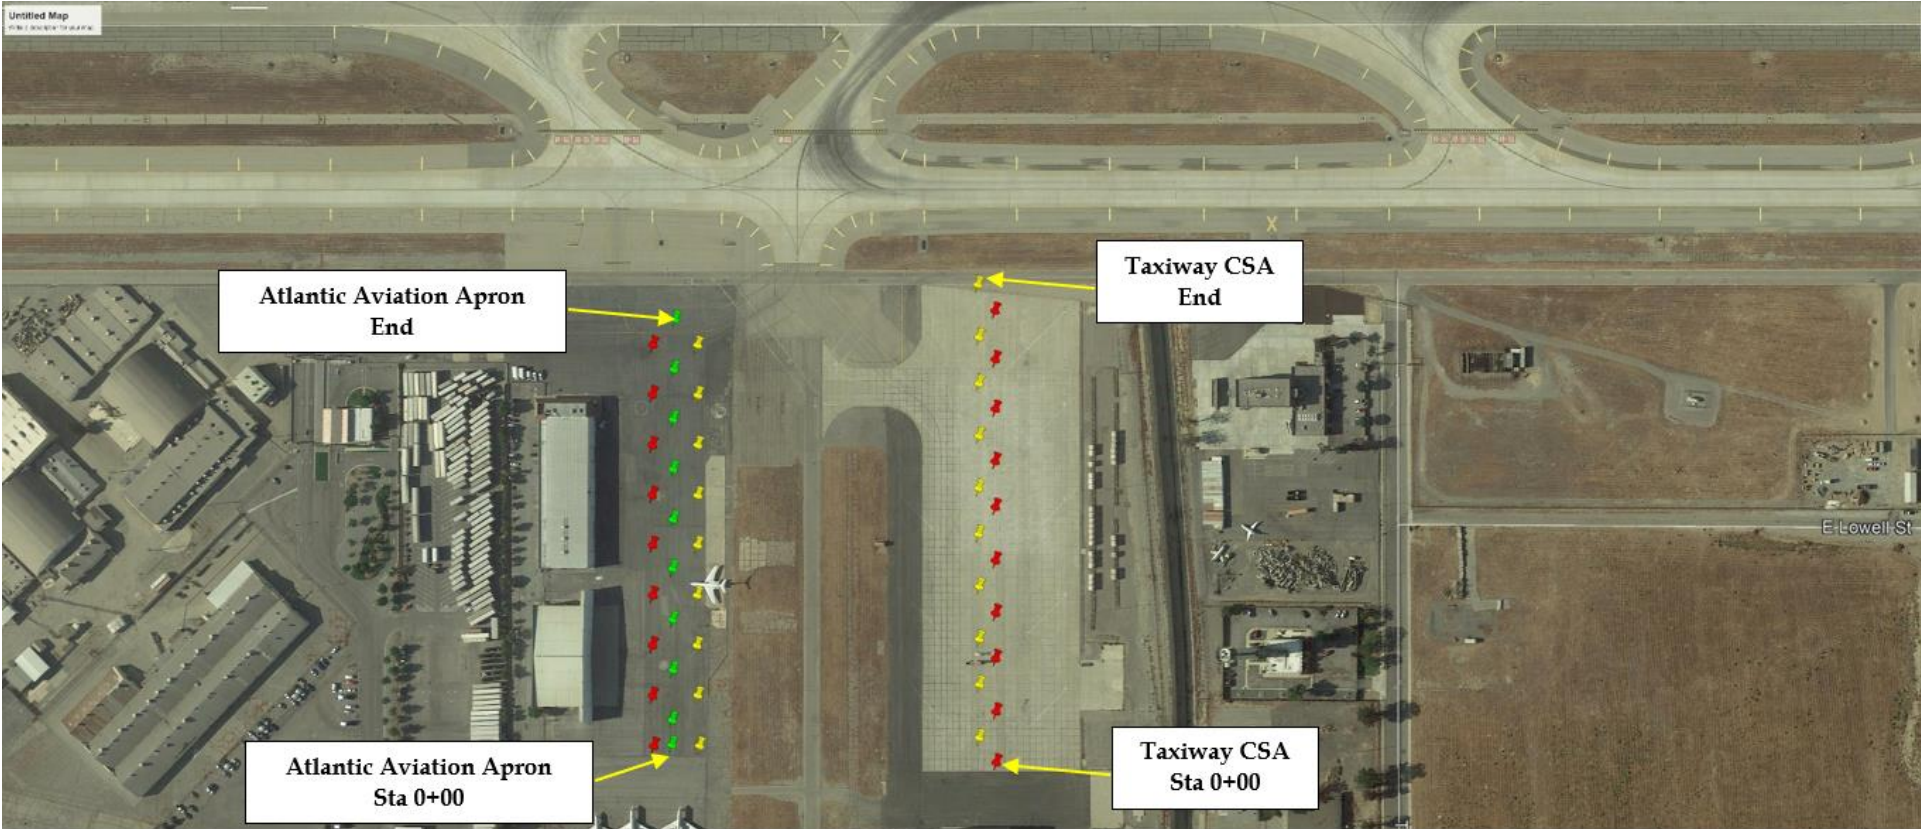 Untitled Map
Taxiway CSA
End
Atlantic Aviation Apron
End
E Lowell St
Atlantic Aviation Apron
Sta 0+00
Taxiway CSA
Sta 0+00